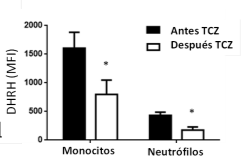 2000
1500
1000
500
0
DHRH (MFI)
Antes TCZ
Después TCZ
*
*
Monocitos
Neutrófilos